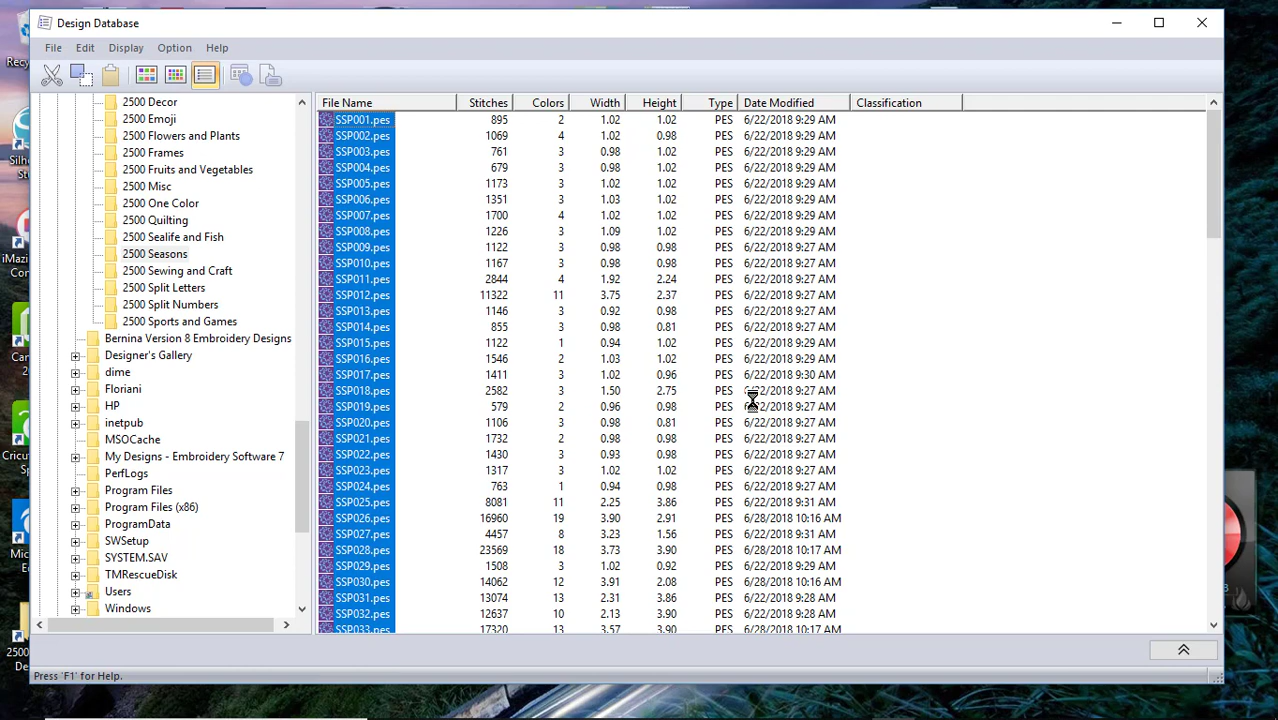 Design Database
File Edit Display Option Help
2500 Decor
2500 Emoji
2500 Flowers and Plants
2500 Frames
2500 Fruits and Vegetables
2500 Misc
2500 One Color
2500 Quilting
2500 Sealife and Fish
2500 Seasons
2500 Sewing and Craft
2500 Split Letters
2500 Split Numbers
2500 Sports and Games
Bernina Version 8 Embroidery Designs
Designer's Gallery
dime
Floriani
HP
inetpub
MSOCache
My Designs - Embroidery Software 7
PerfLogs
Program Files
Program Files (x86)
ProgramData
SWSetup
SYSTEM.SAV
TMRescueDisk
Users
Windows
File Name Stitches Colors Width Height Type Date Modified Classification
SSP001.pes 895 2 1.02 1.02 PES 6/22/2018 9:29 AM
SSP002.pes 1069 4 1.02 0.98 PES 6/22/2018 9:29 AM
SSP003.pes 761 3 0.98 1.02 PES 6/22/2018 9:29 AM
SSP004.pes 679 3 0.98 1.02 PES 6/22/2018 9:29 AM
SSP005.pes 1173 3 1.02 1.02 PES 6/22/2018 9:29 AM
SSP006.pes 1351 3 1.03 1.02 PES 6/22/2018 9:29 AM
SSP007.pes 1700 4 1.02 1.02 PES 6/22/2018 9:29 AM
SSP008.pes 1226 3 1.09 1.02 PES 6/22/2018 9:29 AM
SSP009.pes 1122 3 0.98 0.98 PES 6/22/2018 9:27 AM
SSP010.pes 1167 3 0.98 0.98 PES 6/22/2018 9:27 AM
SSP011.pes 2844 4 1.92 2.24 PES 6/22/2018 9:27 AM
SSP012.pes 11322 11 3.75 2.37 PES 6/22/2018 9:27 AM
SSP013.pes 1146 3 0.92 0.98 PES 6/22/2018 9:27 AM
SSP014.pes 855 3 0.98 0.81 PES 6/22/2018 9:27 AM
SSP015.pes 1122 1 0.94 1.02 PES 6/22/2018 9:29 AM
SSP016.pes 1546 2 1.03 1.02 PES 6/22/2018 9:29 AM
SSP017.pes 1411 3 1.02 0.96 PES 6/22/2018 9:30 AM
SSP018.pes 2582 3 1.50 2.75 PES 2/2018 9:27 AM
SSP019.pes 579 2 0.96 0.98 PES 2/2018 9:27 AM
SSP020.pes 1106 3 0.98 0.81 PES 6/22/2018 9:27 AM
SSP021.pes 1732 2 0.98 0.98 PES 6/22/2018 9:27 AM
SSP022.pes 1430 3 0.93 0.98 PES 6/22/2018 9:27 AM
SSP023.pes 1317 3 1.02 1.02 PES 6/22/2018 9:27 AM
SSP024.pes 763 1 0.94 0.98 PES 6/22/2018 9:27 AM
SSP025.pes 8081 11 2.25 3.86 PES 6/22/2018 9:31 AM
SSP026.pes 16960 19 3.90 2.91 PES 6/28/2018 10:16 AM
SSP027.pes 4457 8 3.23 1.56 PES 6/22/2018 9:31 AM
SSP028.pes 23569 18 3.73 3.90 PES 6/28/2018 10:17 AM
SSP029.pes 1508 3 1.02 0.92 PES 6/22/2018 9:29 AM
SSP030.pes 14062 12 3.91 2.08 PES 6/28/2018 10:16 AM
SSP031.pes 13074 13 2.31 3.86 PES 6/22/2018 9:28 AM
SSP032.pes 12637 10 2.13 3.90 PES 6/22/2018 9:28 AM
SSP033.pes 17320 13 3.57 3.90 PES 6/28/2018 10:17 AM
Press 'F1' for Help.